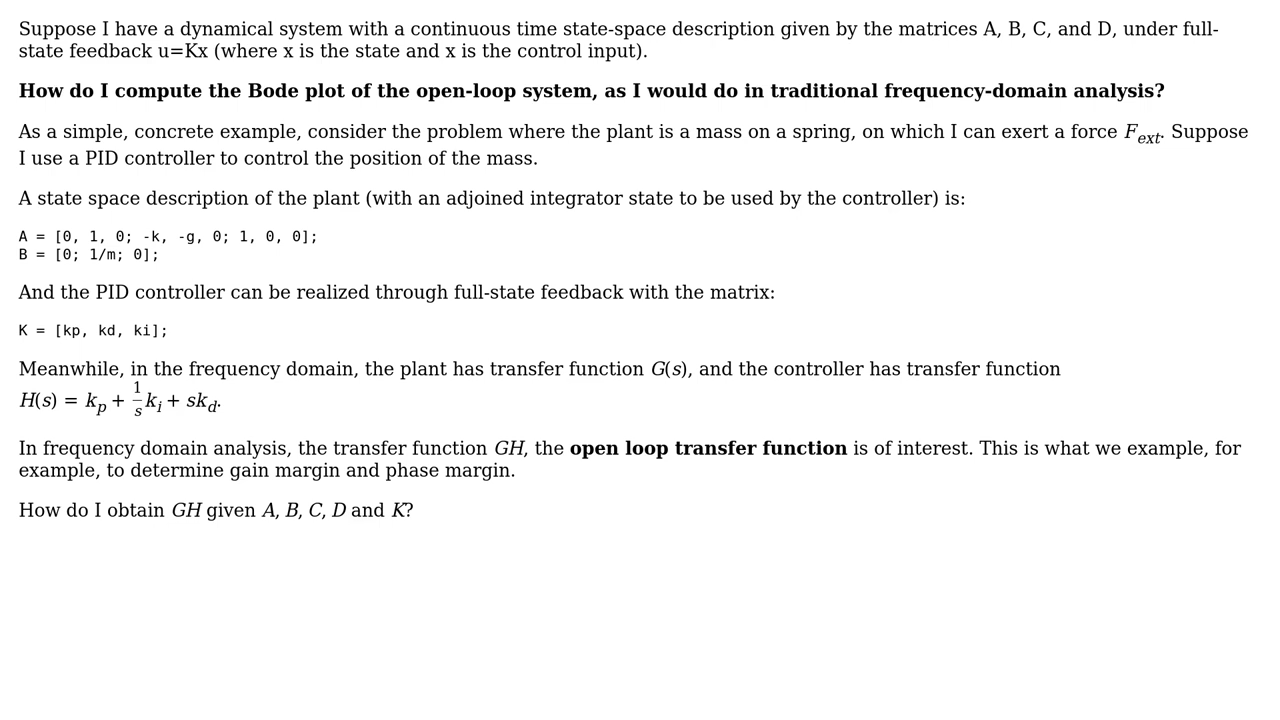 Suppose I have a dynamical system with a continuous time state-space description given by the matrices A, B, C, and D, under full-
state feedback u=Kx (where x is the state and x is the control input).
How do I compute the Bode plot of the open-loop system, as I would do in traditional frequency-domain analysis?
As a simple, concrete example, consider the problem where the plant is a mass on a spring, on which I can exert a force F_ext. Suppose
I use a PID controller to control the position of the mass.
A state space description of the plant (with an adjoined integrator state to be used by the controller) is:
A = [0, 1, 0; -k, -g, 0; 1, 0, 0];
B = [0; 1/m; 0];
And the PID controller can be realized through full-state feedback with the matrix:
K = [kp, kd, ki];
Meanwhile, in the frequency domain, the plant has transfer function G(s), and the controller has transfer function
H(s) = k_p + 1/s k_i + sk_d.
In frequency domain analysis, the transfer function GH, the open loop transfer function is of interest. This is what we example, for
example, to determine gain margin and phase margin.
How do I obtain GH given A, B, C, D and K?